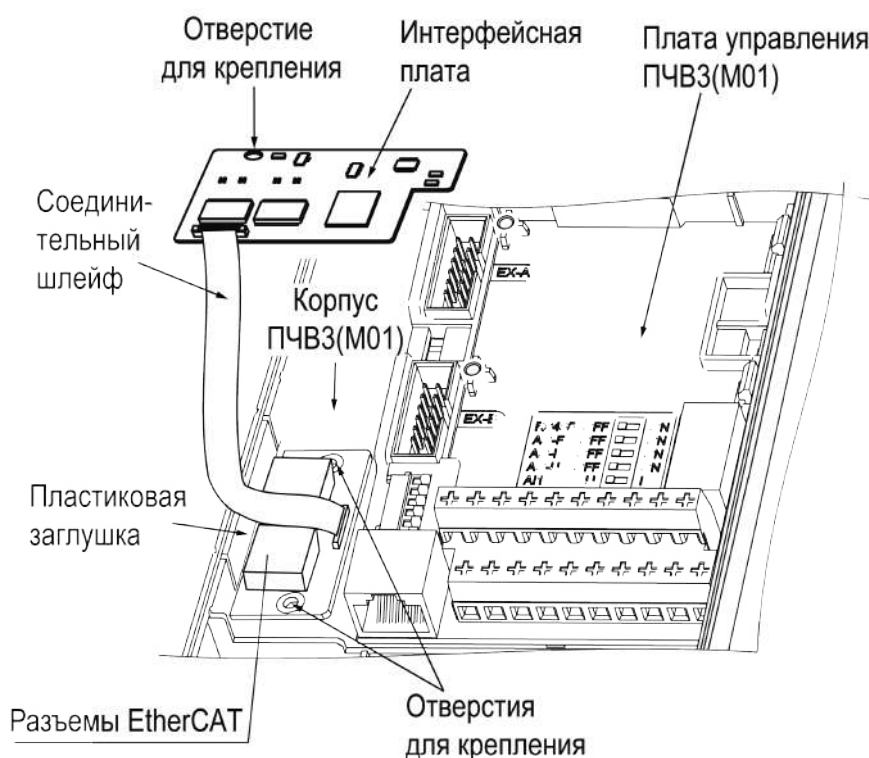 Отверстие
для крепления
Интерфейсная
плата
Плата управления
ПЧВ3(М01)
Соедини-
тельный
шлейф
Корпус
ПЧВ3(М01)
EX-A
Пластиковая
заглушка
Разъемы EtherCAT
Отверстия
для крепления